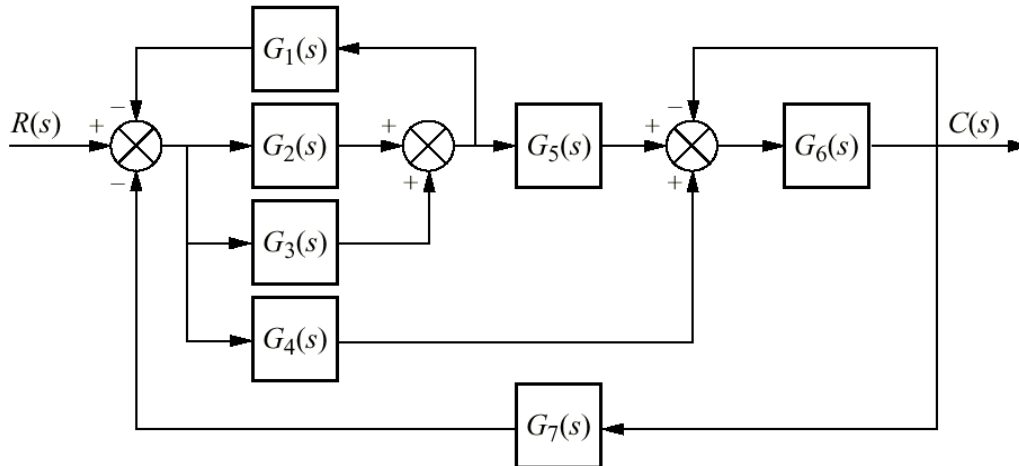 G1(s)
R(s) + − G2(s) + G5(s) + − G6(s) C(s)
− + +
G3(s)
G4(s)
G7(s)